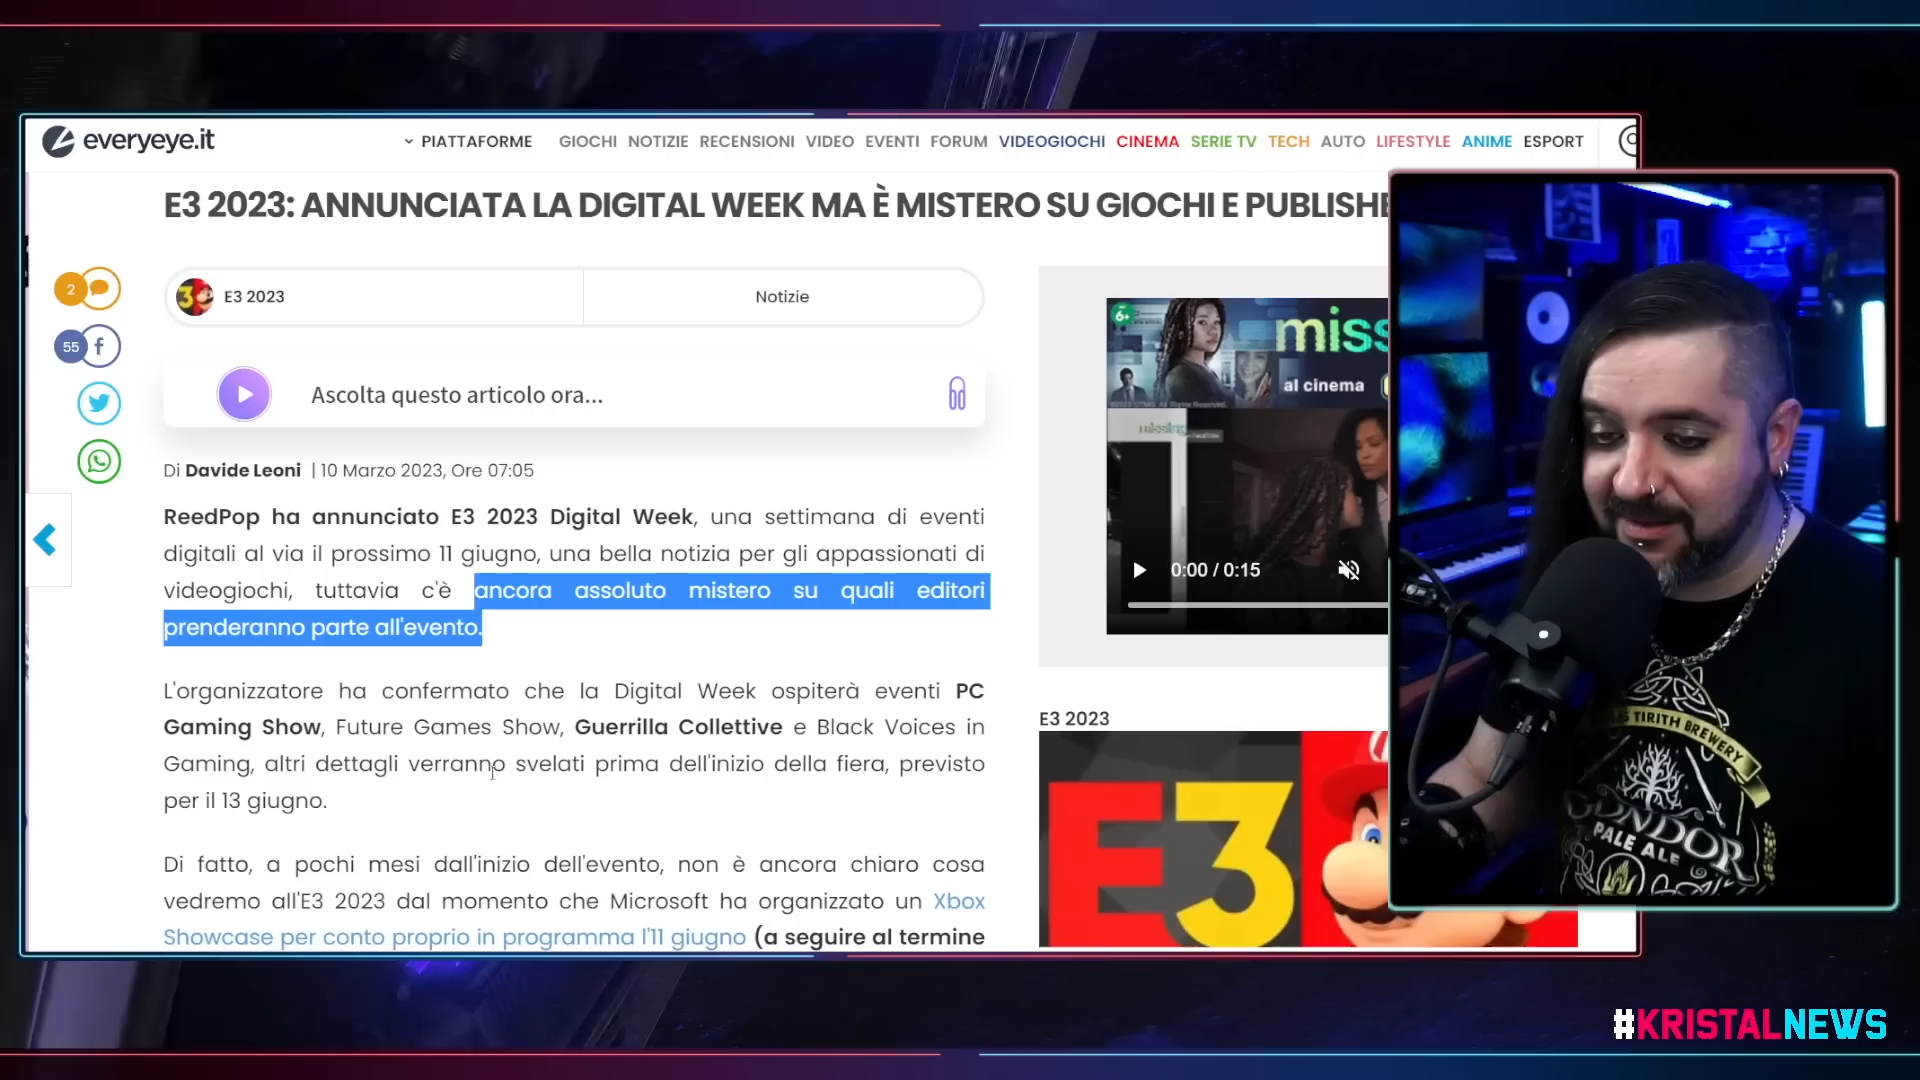 everyeye.it
PIATTAFORME GIOCHI NOTIZIE RECENSIONI VIDEO EVENTI FORUM VIDEOGIOCHI CINEMA SERIE TV TECH AUTO LIFESTYLE ANIME ESPORT
E3 2023: ANNUNCIATA LA DIGITAL WEEK MA È MISTERO SU GIOCHI E PUBLISHE
2
55
E3 2023
Notizie
Ascolta questo articolo ora...
Di Davide Leoni | 10 Marzo 2023, Ore 07:05
ReedPop ha annunciato E3 2023 Digital Week, una settimana di eventi
digitali al via il prossimo 11 giugno, una bella notizia per gli appassionati di
videogiochi, tuttavia c'è ancora assoluto mistero su quali editori
prenderanno parte all'evento.
L'organizzatore ha confermato che la Digital Week ospiterà eventi PC
Gaming Show, Future Games Show, Guerrilla Collettive e Black Voices in
Gaming, altri dettagli verranno svelati prima dell'inizio della fiera, previsto
per il 13 giugno.
Di fatto, a pochi mesi dall'inizio dell'evento, non è ancora chiaro cosa
vedremo all'E3 2023 dal momento che Microsoft ha organizzato un Xbox
Showcase per conto proprio in programma l'11 giugno (a seguire al termine
6+
miss
al cinema
missing
0:00 / 0:15
E3 2023
E3
TIRITH BREWERY
GONDOR
PALE ALE
#KRISTALNEWS